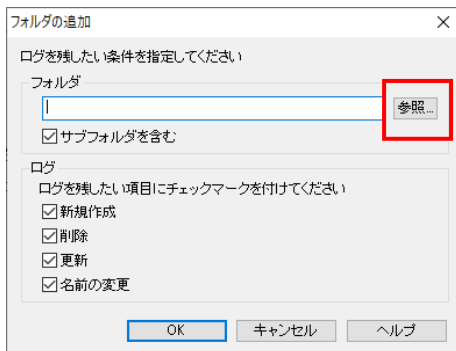 フォルダの追加
ログを残したい条件を指定してください
フォルダ
参照...
サブフォルダを含む
ログ
ログを残したい項目にチェックマークを付けてください
新規作成
削除
更新
名前の変更
OK キャンセル ヘルプ